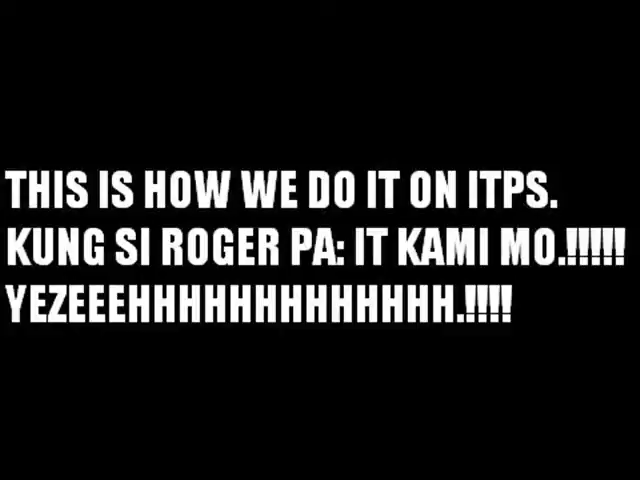 THIS IS HOW WE DO IT ON ITPS.
KUNG SI ROGER PA: IT KAMI MO.!!!!!
YEZEEEHHHHHHHHHHHHHH.!!!!